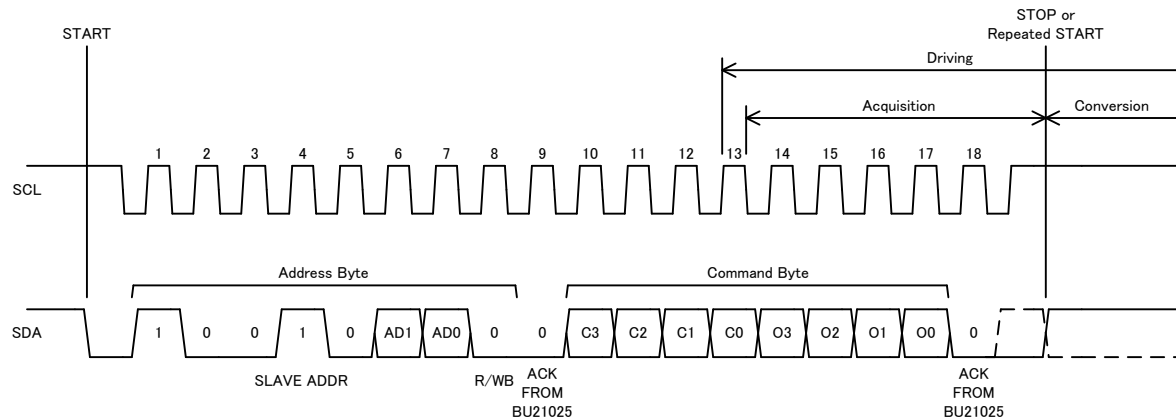 START
STOP or
Repeated START
Driving
Acquisition
Conversion
1 2 3 4 5 6 7 8 9 10 11 12 13 14 15 16 17 18
SCL
Address Byte
Command Byte
SDA
1 0 0 1 0 AD1 AD0 0 0 C3 C2 C1 C0 O3 O2 O1 O0 0
SLAVE ADDR
R/WB
ACK
FROM
BU21025
ACK
FROM
BU21025